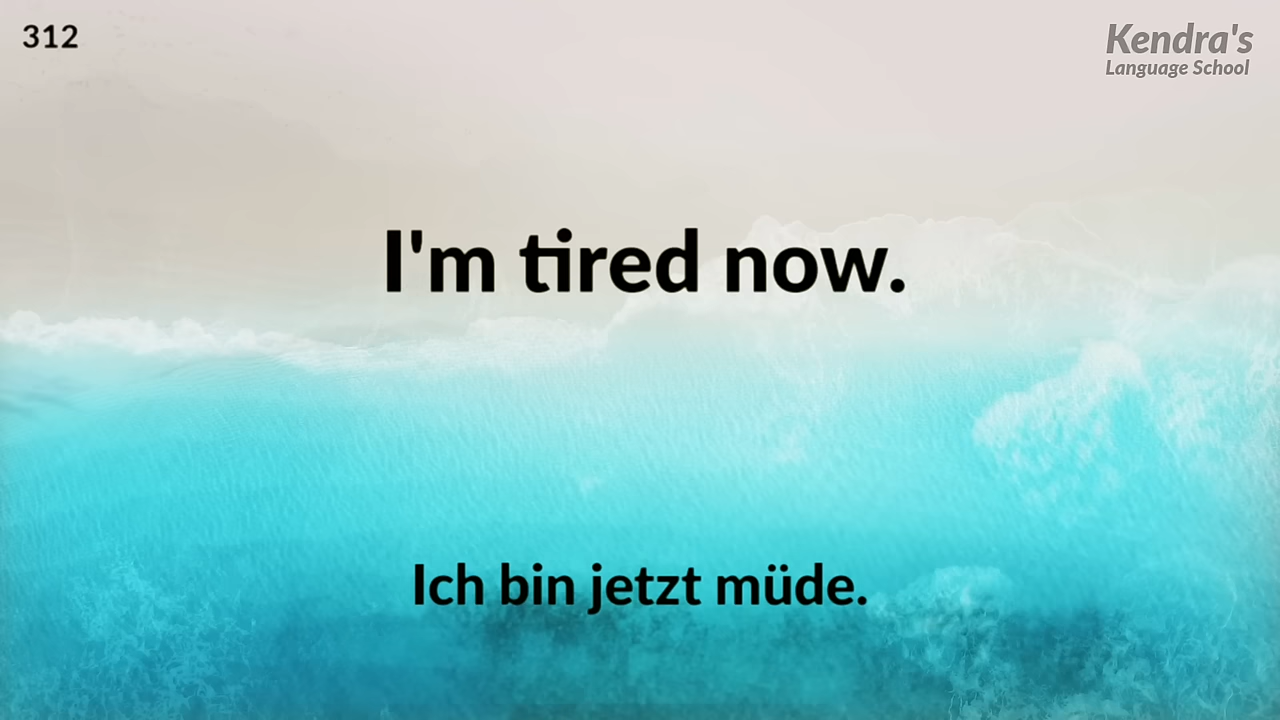 312
Kendra's
Language School
I'm tired now.
Ich bin jetzt müde.